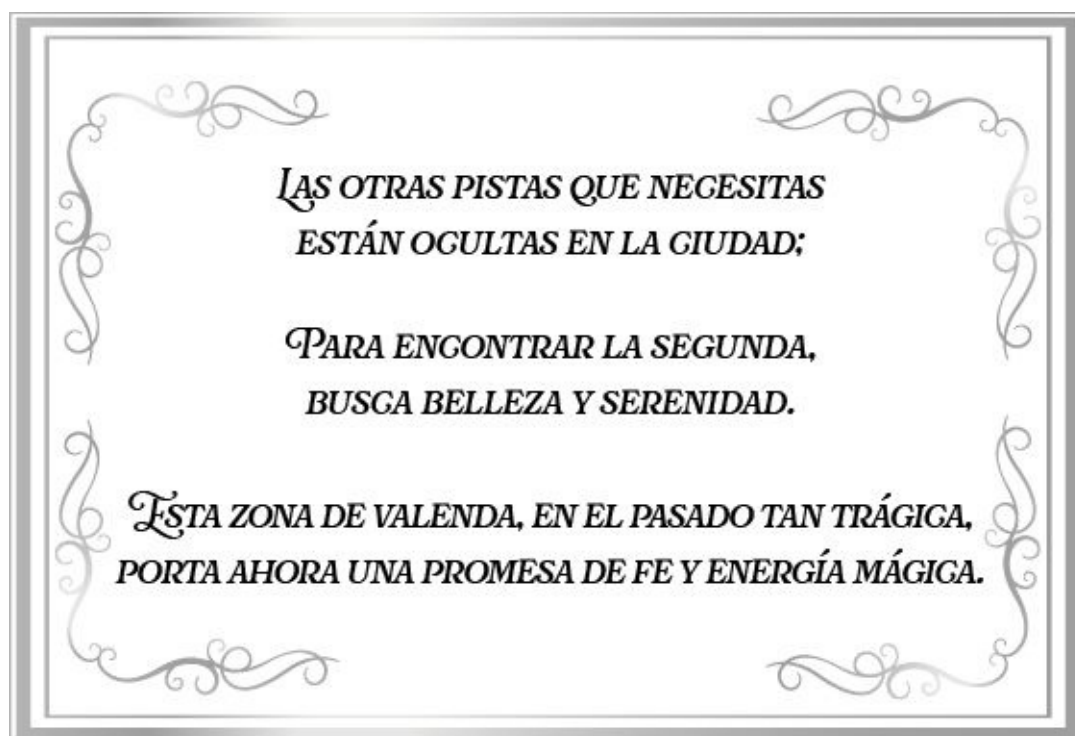 Las otras pistas que necesitas
están ocultas en la ciudad;
Para encontrar la segunda,
busca belleza y serenidad.
Esta zona de valenda, en el pasado tan trágica,
porta ahora una promesa de fe y energía mágica.